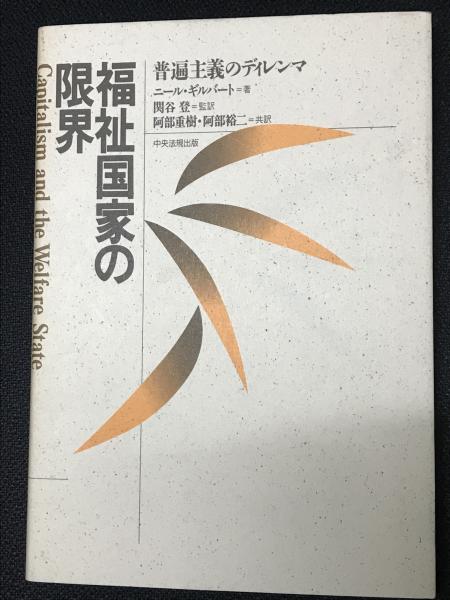 福祉国家の
限界
Capitalism and the Welfare State
普遍主義のディレンマ
ニール・ギルバート=著
関谷 登=監訳
阿部重樹・阿部裕二=共訳
中央法規出版